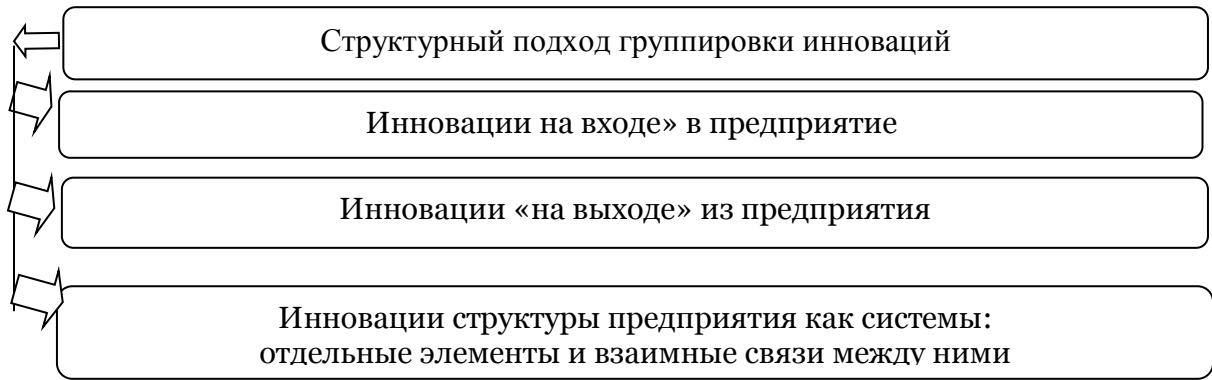 Структурный подход группировки инноваций
Инновации на входе» в предприятие
Инновации «на выходе» из предприятия
Инновации структуры предприятия как системы:
отдельные элементы и взаимные связи между ними